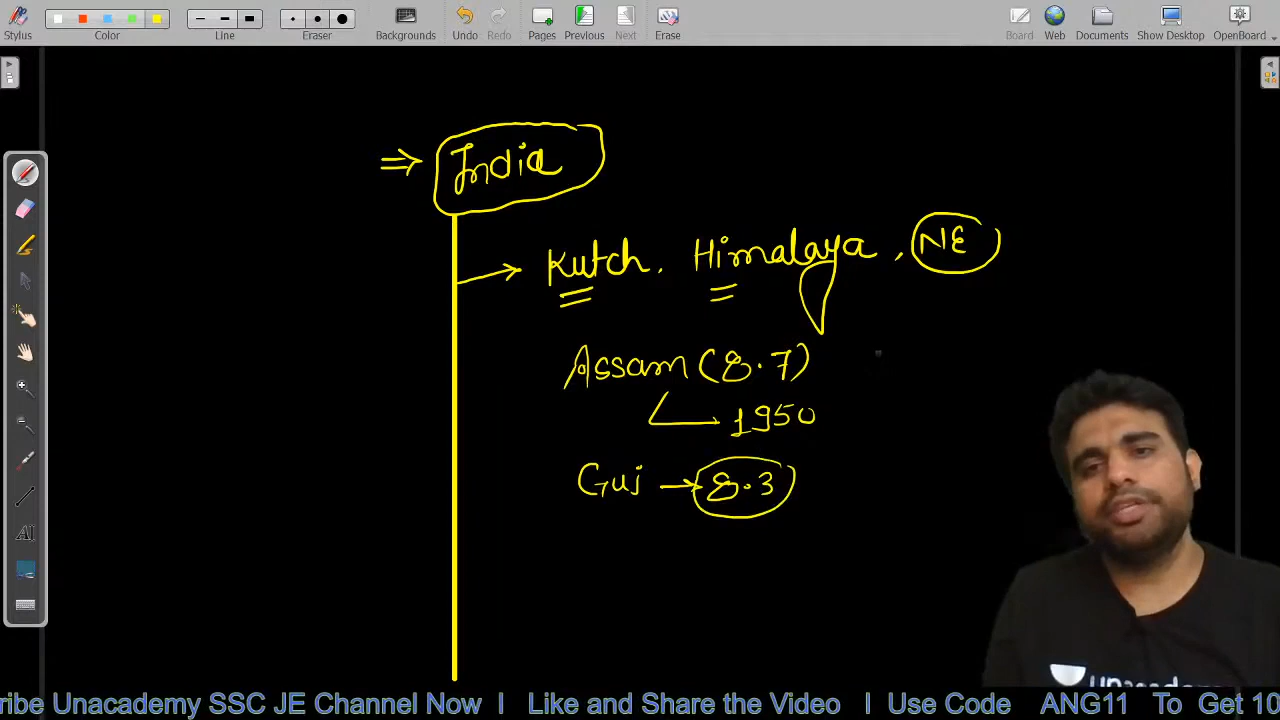 Stylus Color Line Eraser Backgrounds Undo Redo Pages Previous Next Erase Board Web Documents Show Desktop OpenBoard
⇒ India
→ Kutch. Himalaya, NE
Assam (8.7)
1950
Guj → 8.3
unacade
ribe Unacademy SSC JE Channel Now I Like and Share the Video I Use Code ANG11 To Get 10